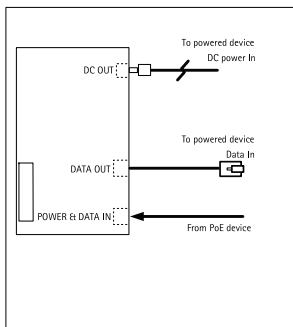 To powered device
DC power In
DC OUT
To powered device
Data In
DATA OUT
POWER & DATA IN
From PoE device